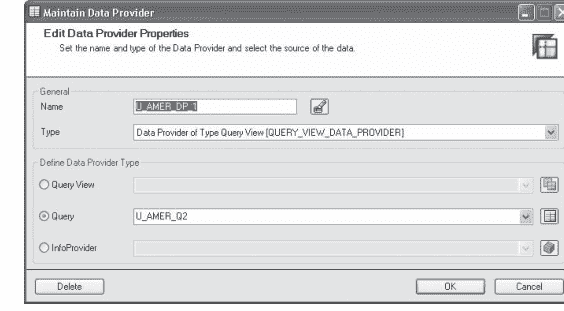 Maintain Data Provider
Edit Data Provider Properties
Set the name and type of the Data Provider and select the source of the data.
General
Name U_AMER_DP_1
Type Data Provider of Type Query View [QUERY_VIEW_DATA_PROVIDER]
Define Data Provider Type
Query View
Query U_AMER_Q2
InfoProvider
Delete OK Cancel